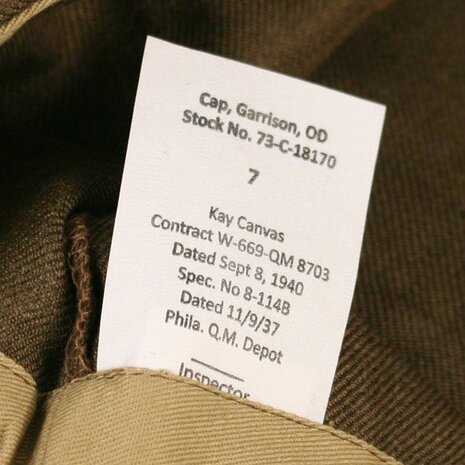 Cap, Garrison, OD
Stock No. 73-C-18170
7
Kay Canvas
Contract W-669-QM 8703
Dated Sept 8, 1940
Spec. No 8-114B
Dated 11/9/37
Phila. Q.M. Depot
Inspector